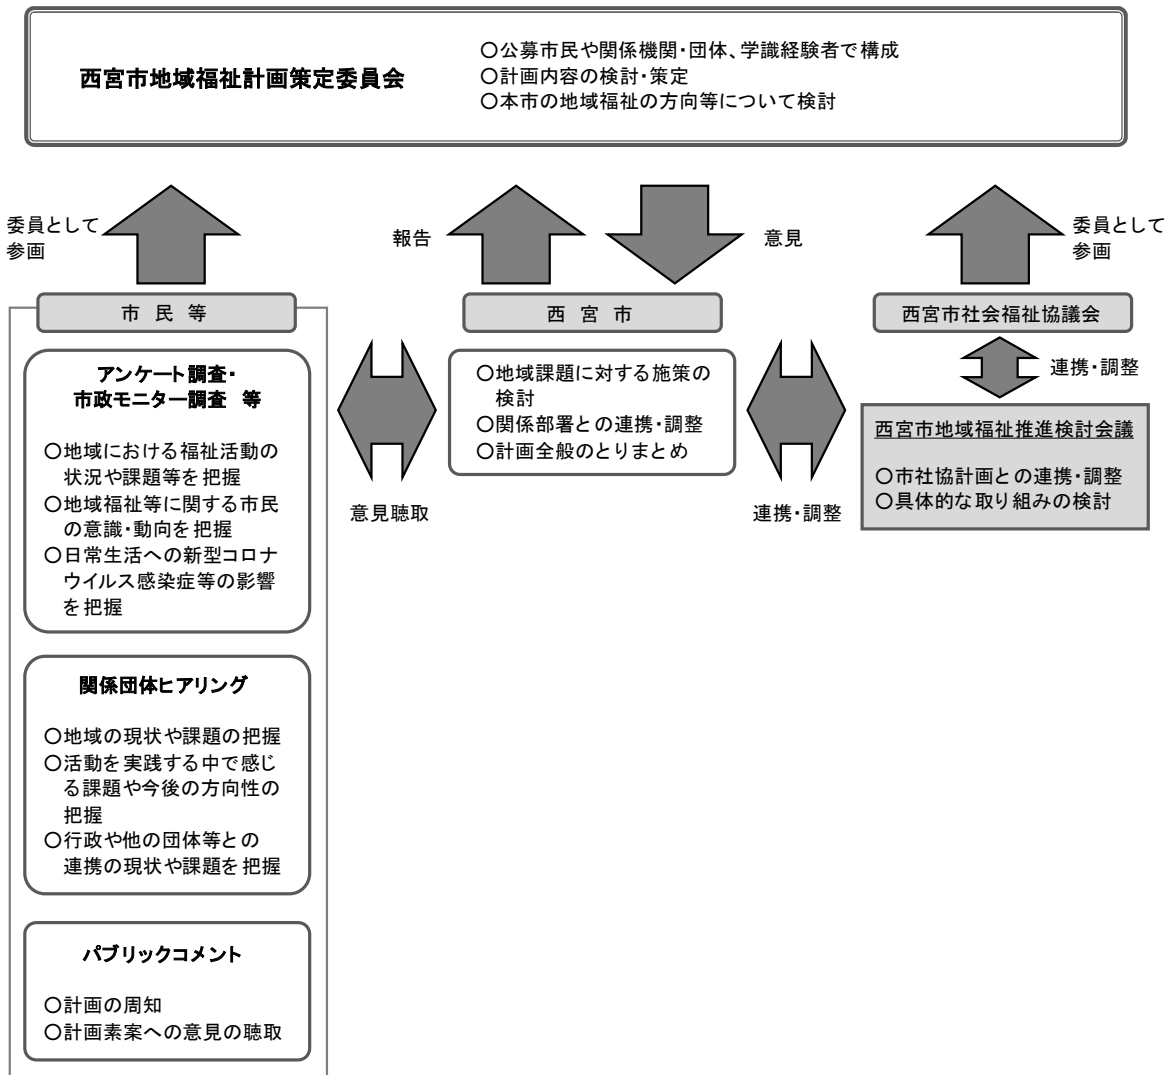 西宮市地域福祉計画策定委員会
〇公募市民や関係機関・団体、学識経験者で構成
〇計画内容の検討・策定
〇本市の地域福祉の方向等について検討
委員として
参画
報告
意見
委員として
参画
市 民 等
アンケート調査・
市政モニター調査 等
〇地域における福祉活動の
状況や課題等を把握
〇地域福祉等に関する市民
の意識・動向を把握
〇日常生活への新型コロナ
ウイルス感染症等の影響
を把握
関係団体ヒアリング
〇地域の現状や課題の把握
〇活動を実践する中で感じ
る課題や今後の方向性の
把握
〇行政や他の団体等との
連携の現状や課題を把握
パブリックコメント
〇計画の周知
〇計画素案への意見の聴取
意見聴取
西 宮 市
〇地域課題に対する施策の
検討
〇関係部署との連携・調整
〇計画全般のとりまとめ
連携・調整
西宮市社会福祉協議会
連携・調整
西宮市地域福祉推進検討会議
〇市社協計画との連携・調整
〇具体的な取り組みの検討